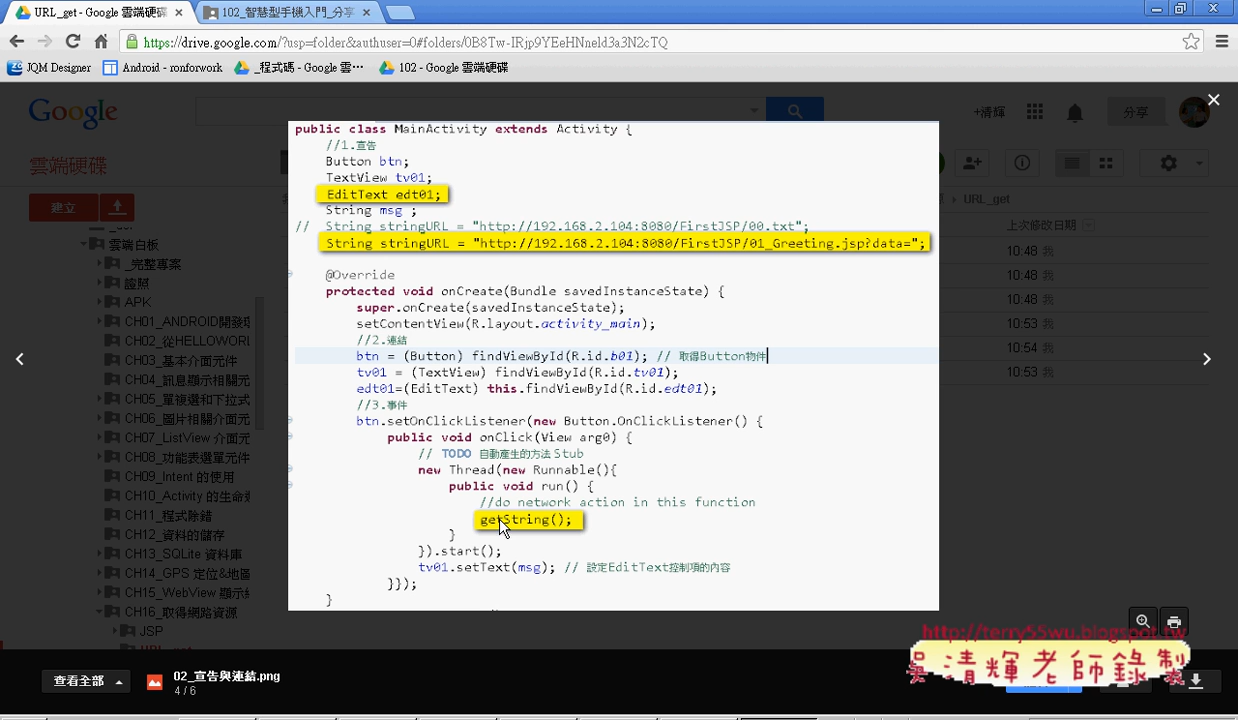 URL_get - Google 雲端硬碟
102_智慧型手機入門_分享
https://drive.google.com/?usp=folder&authuser=0#folders/0B8Tw-IRjp9YEeHNneld3a3N2cTQ
JQM Designer
Android - ronforwork
_程式碼 - Google 雲…
102 - Google 雲端硬碟
Google
+清輝
分享
雲端硬碟
建立
URL_get
上次修改日期
雲端白板
_完整專案
證照
APK
CH01_ANDROID開發環
CH02_從HELLOWORL
CH03_基本介面元件
CH04_訊息顯示相關元
CH05_單複選和下拉式
CH06_圖片相關介面元
CH07_ListView 介面元
CH08_功能表選單元件
CH09_Intent 的使用
CH10_Activity 的生命週
CH11_程式除錯
CH12_資料的儲存
CH13_SQLite 資料庫
CH14_GPS 定位&地圖
CH15_WebView 顯示網
CH16_取得網路資源
JSP
URL_get
10:48 我
10:48 我
10:48 我
10:53 我
10:54 我
10:53 我
public class MainActivity extends Activity {
//1.宣告
Button btn;
TextView tv01;
EditText edt01;
String msg ;
// String stringURL = "http://192.168.2.104:8080/FirstJSP/00.txt";
String stringURL = "http://192.168.2.104:8080/FirstJSP/01_Greeting.jsp?data=";
@Override
protected void onCreate(Bundle savedInstanceState) {
super.onCreate(savedInstanceState);
setContentView(R.layout.activity_main);
//2.連結
btn = (Button) findViewById(R.id.b01); // 取得Button物件
tv01 = (TextView) findViewById(R.id.tv01);
edt01=(EditText) this.findViewById(R.id.edt01);
//3.事件
btn.setOnClickListener(new Button.OnClickListener() {
public void onClick(View arg0) {
// TODO 自動產生的方法 Stub
new Thread(new Runnable(){
public void run() {
//do network action in this function
getString();
}
}).start();
tv01.setText(msg); // 設定EditText控制項的內容
}});
}
查看全部
02_宣告與連結.png
4 / 6
http://terry55wu.blogspot.tw
吳清輝老師錄製